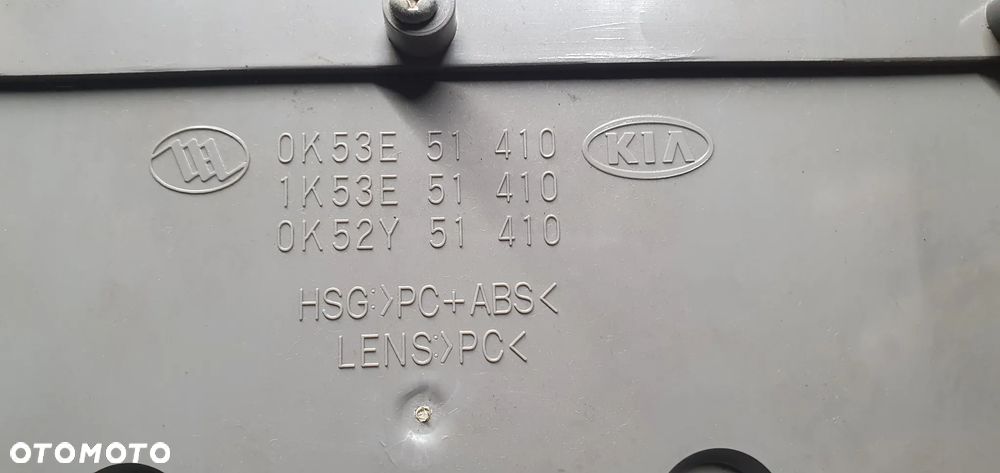 0K53E 51 410 KIA
1K53E 51 410
0K52Y 51 410
HSG:>PC+ABS<
LENS:>PC<
OTOMOTO